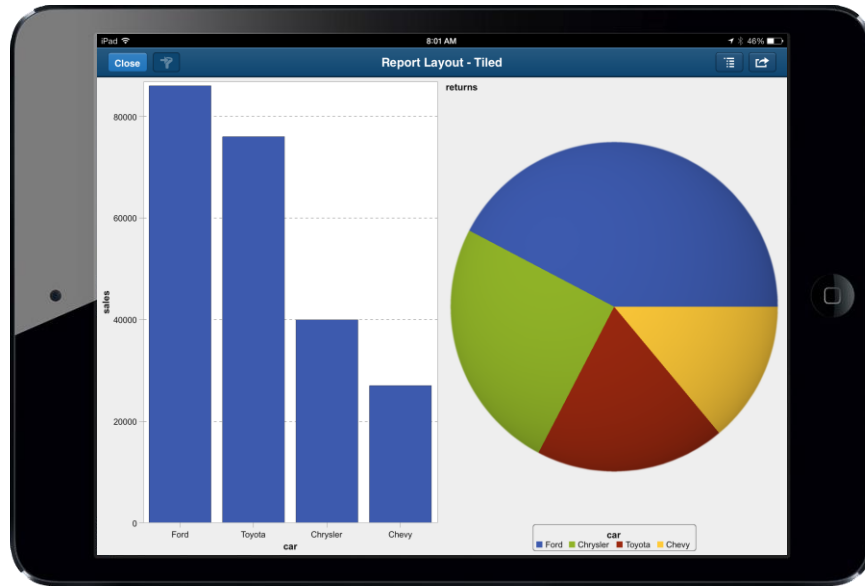 iPad 8:01 AM 46%
Close Report Layout - Tiled
returns
80000
60000
40000
20000
0
sales
Ford Toyota Chrysler Chevy
car
car
Ford Chrysler Toyota Chevy